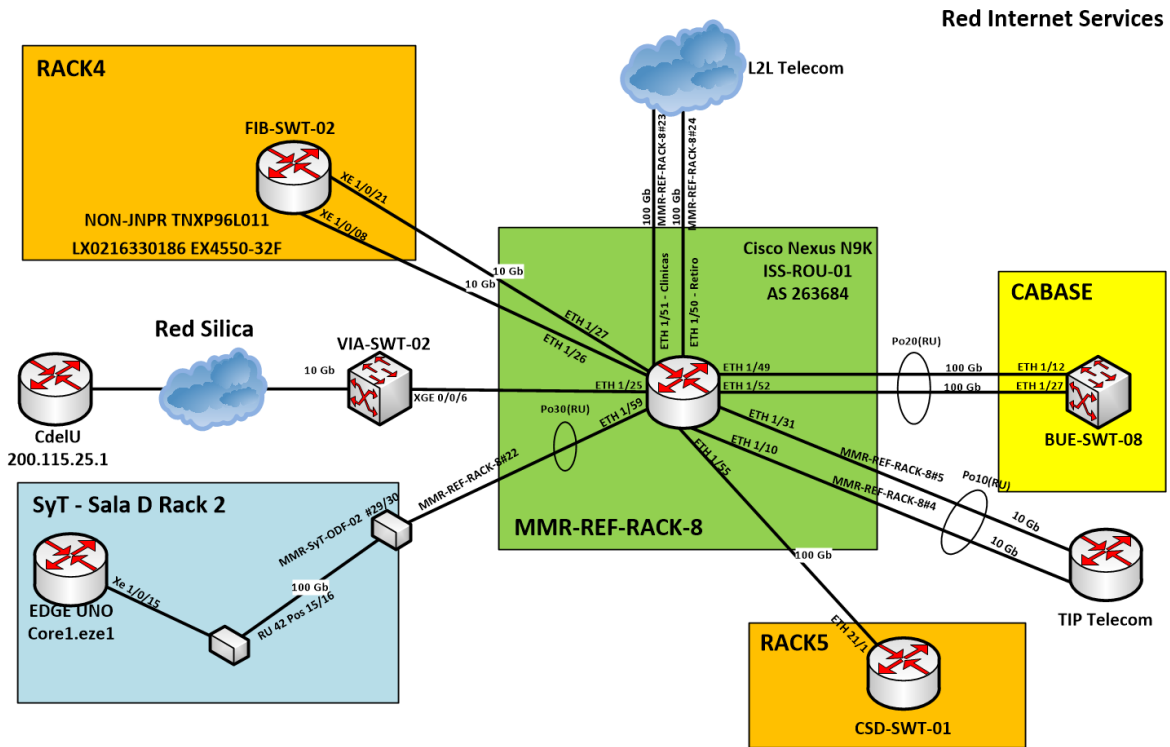 Red Internet Services
RACK4
FIB-SWT-02
XE 1/0/21
XE 1/0/08
NON-JNPR TNXP96L011
LX0216330186 EX4550-32F
10 Gb
10 Gb
ETH 1/27
ETH 1/26
L2L Telecom
100 Gb
MMR-REF-RACK-8#23
100 Gb
MMR-REF-RACK-8#24
ETH 1/51 - Clinicas
ETH 1/50 - Retiro
Cisco Nexus N9K
ISS-ROU-01
AS 263684
CABASE
Po20(RU)
ETH 1/49
100 Gb
ETH 1/12
ETH 1/52
100 Gb
ETH 1/27
BUE-SWT-08
Red Silica
VIA-SWT-02
10 Gb
XGE 0/0/6
ETH 1/25
ETH 1/59
Po30(RU)
CdelU
200.115.25.1
MMR-REF-RACK-8#22
SyT - Sala D Rack 2
MMR-SyT-ODF-02 #29/30
100 Gb
Xe 1/0/15
RU 42 Pos 15/16
EDGE UNO
Core1.eze1
MMR-REF-RACK-8
ETH 1/31
ETH 1/10
ETH 1/55
MMR-REF-RACK-8#5
MMR-REF-RACK-8#4
Po10(RU)
10 Gb
10 Gb
TIP Telecom
100 Gb
ETH 21/1
RACK5
CSD-SWT-01